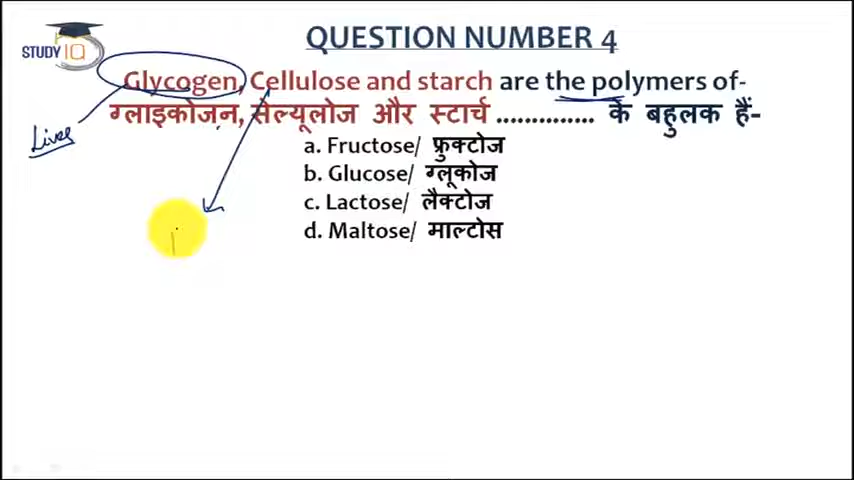 STUDY IQ
QUESTION NUMBER 4
Glycogen, Cellulose and starch are the polymers of-
ग्लाइकोजन, सेल्यूलोज और स्टार्च .............. के बहुलक हैं-
Liver
a. Fructose/ फ्रुक्टोज
b. Glucose/ ग्लूकोज
c. Lactose/ लैक्टोज
d. Maltose/ माल्टोस